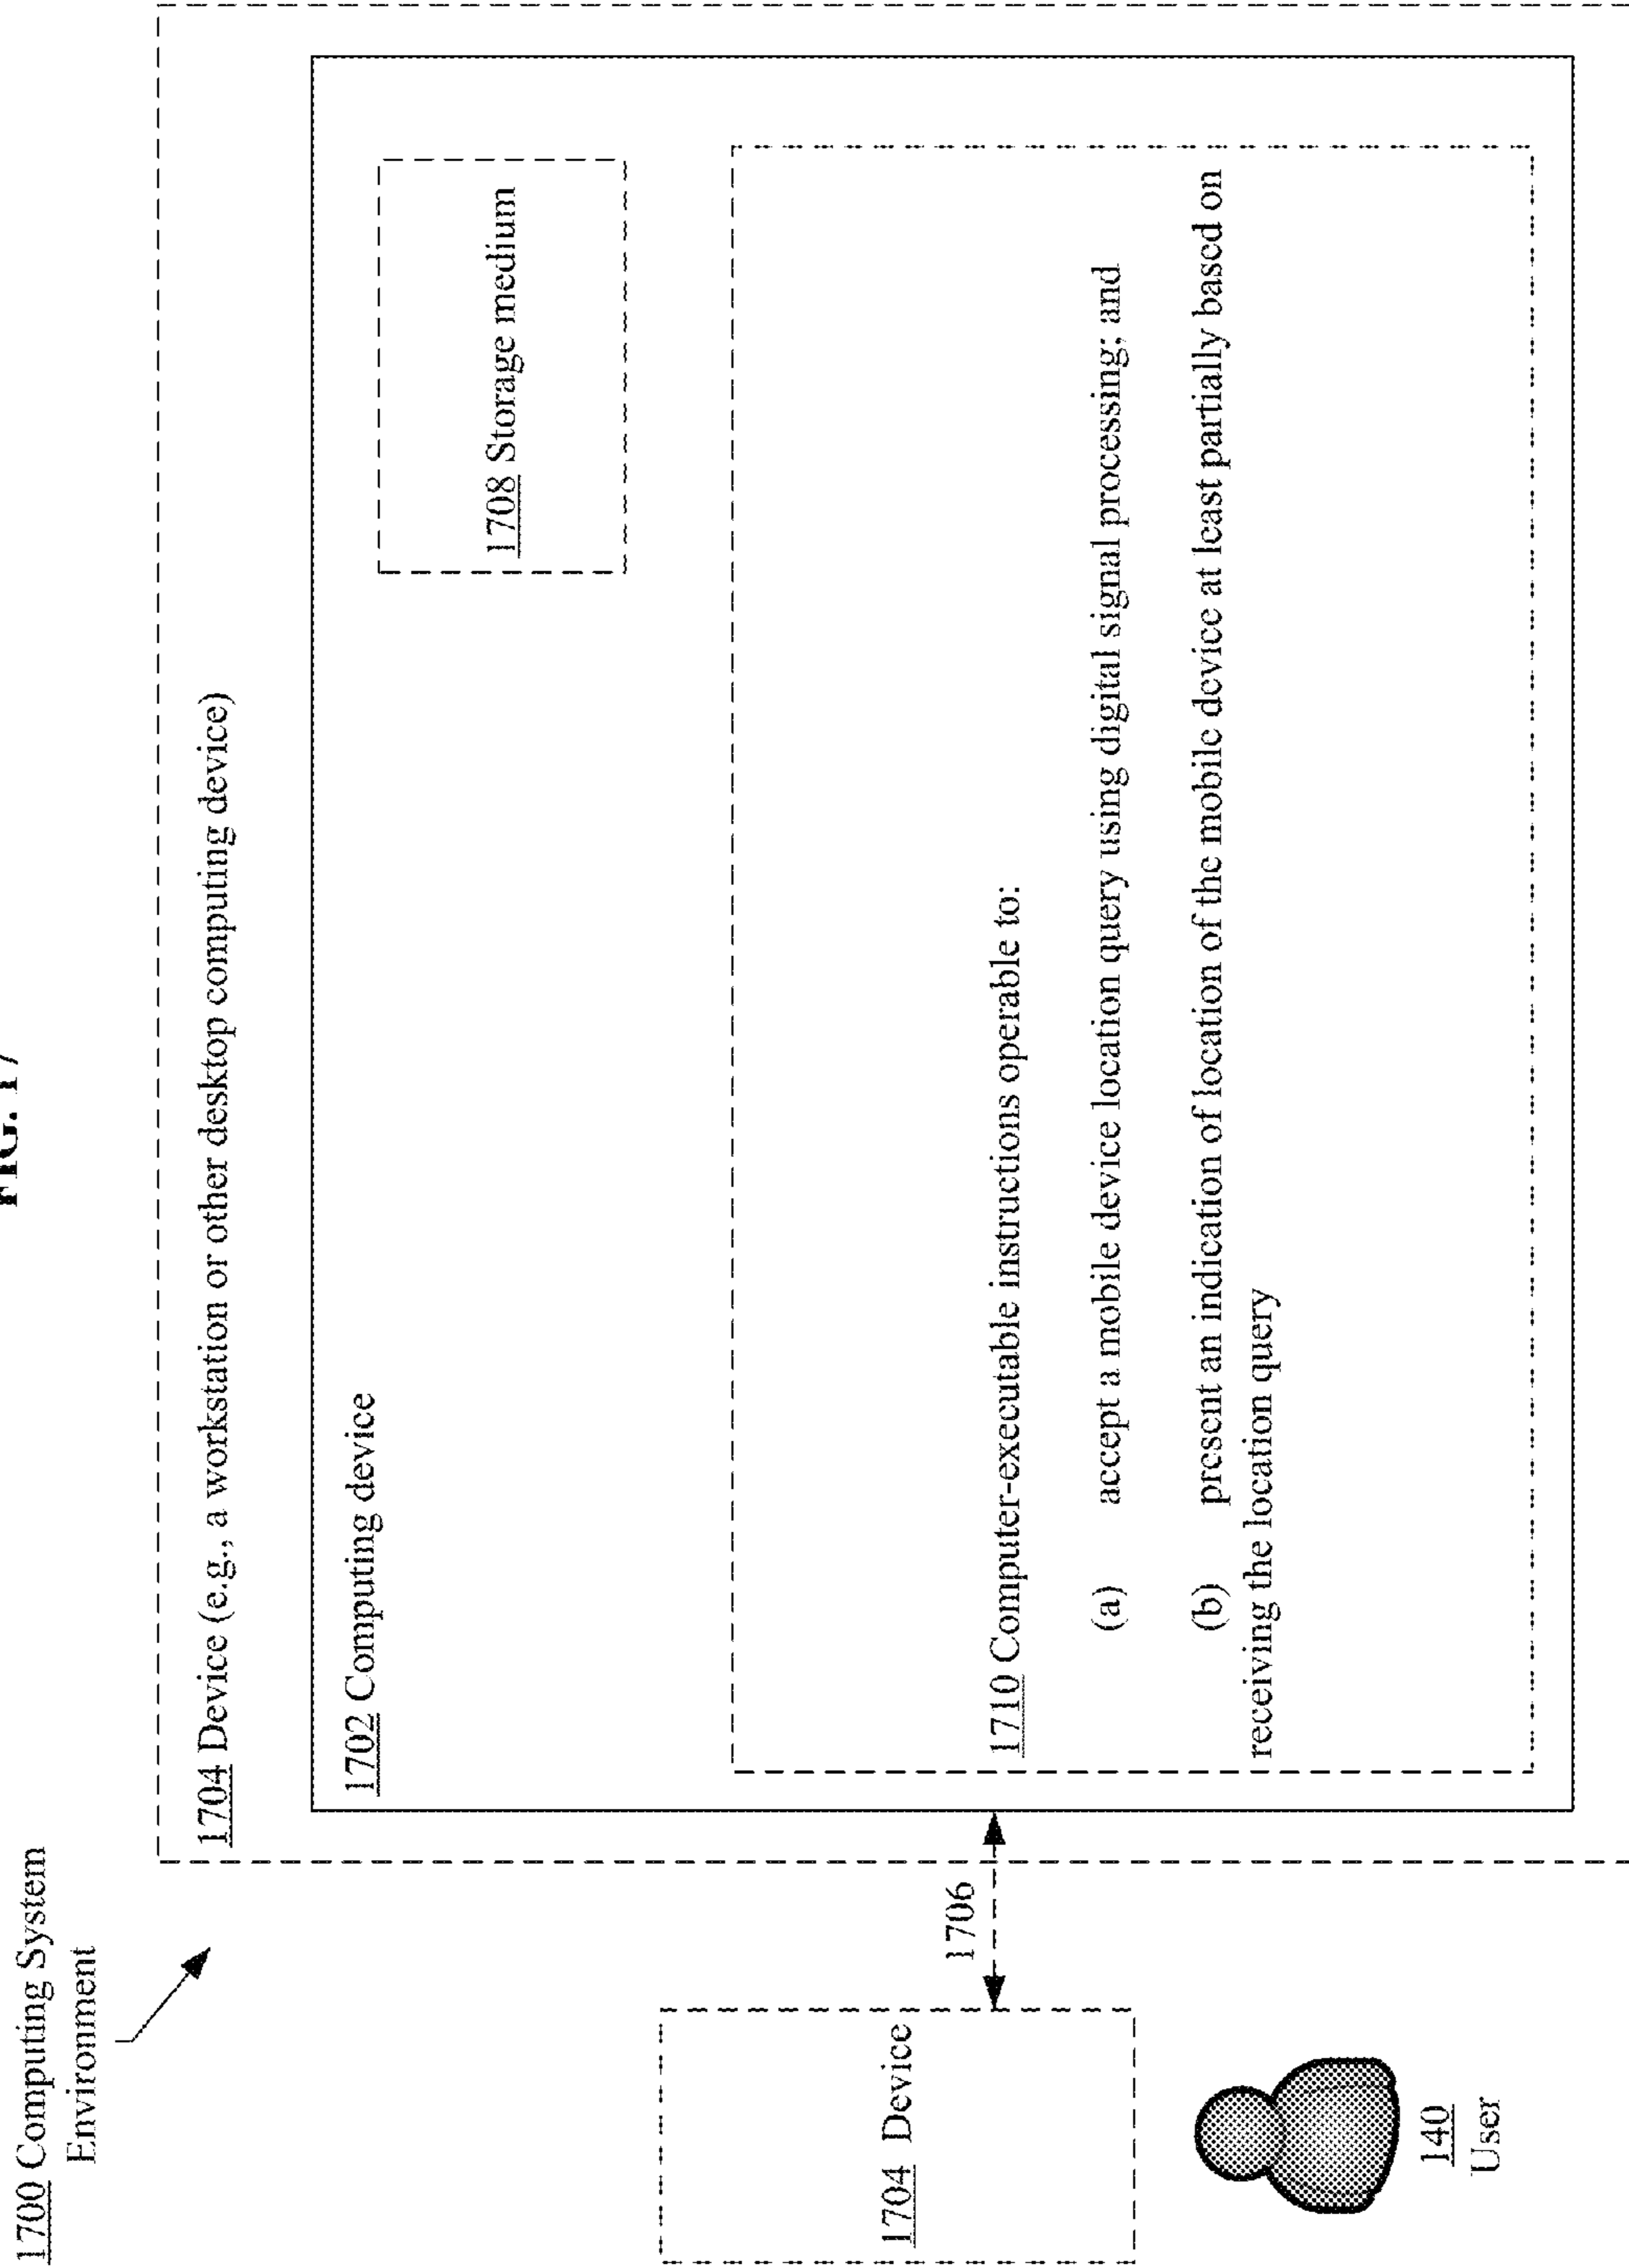 FIG. 17
1700 Computing System
Environment
1704 Device (e.g., a workstation or other desktop computing device)
1702 Computing device
1708 Storage medium
1704 Device
1706
1710 Computer-executable instructions operable to:
(a) accept a mobile device location query using digital signal processing; and
(b) present an indication of location of the mobile device at least partially based on
receiving the location query
140
User